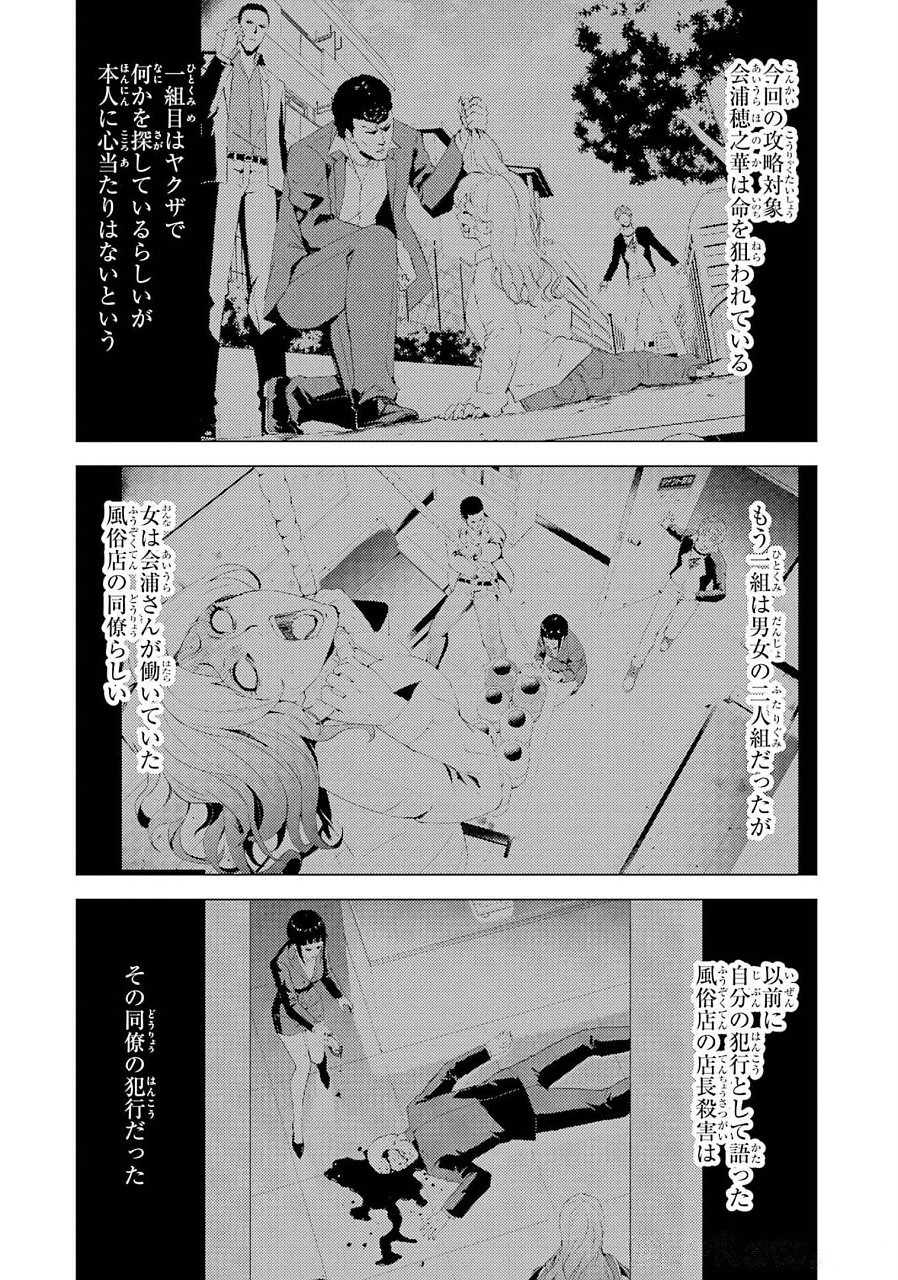 今回の攻略対象
会浦穂之華は命を狙われている
一組目はヤクザで
何かを探しているらしいが
本人に心当たりはないという
もう一組は男女の二人組だったが
女は会浦さんが働いていた
風俗店の同僚らしい
以前に
自分の犯行として語った
風俗店の店長殺害は
その同僚の犯行だった